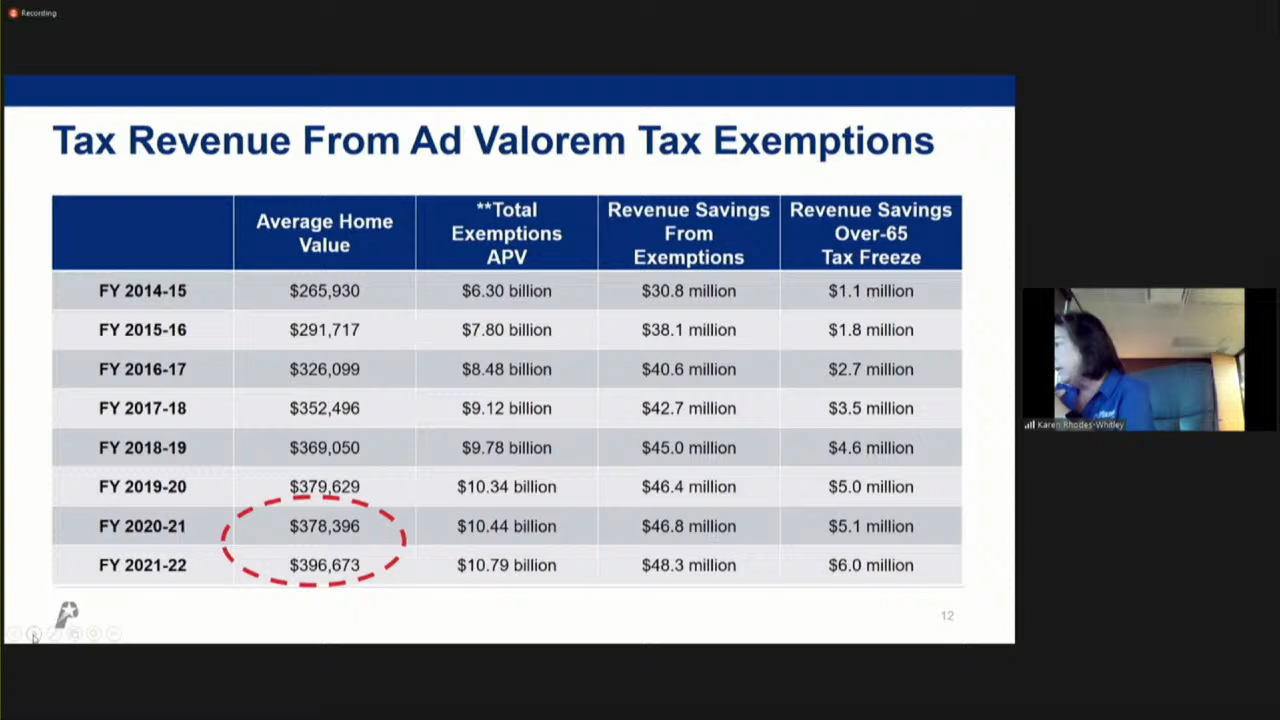 Recording
Tax Revenue From Ad Valorem Tax Exemptions
Average Home
Value
**Total
Exemptions
APV
Revenue Savings
From
Exemptions
Revenue Savings
Over-65
Tax Freeze
FY 2014-15 $265,930 $6.30 billion $30.8 million $1.1 million
FY 2015-16 $291,717 $7.80 billion $38.1 million $1.8 million
FY 2016-17 $326,099 $8.48 billion $40.6 million $2.7 million
FY 2017-18 $352,496 $9.12 billion $42.7 million $3.5 million
FY 2018-19 $369,050 $9.78 billion $45.0 million $4.6 million
FY 2019-20 $379,629 $10.34 billion $46.4 million $5.0 million
FY 2020-21 $378,396 $10.44 billion $46.8 million $5.1 million
FY 2021-22 $396,673 $10.79 billion $48.3 million $6.0 million
12
Karen Rhodes-Whitley